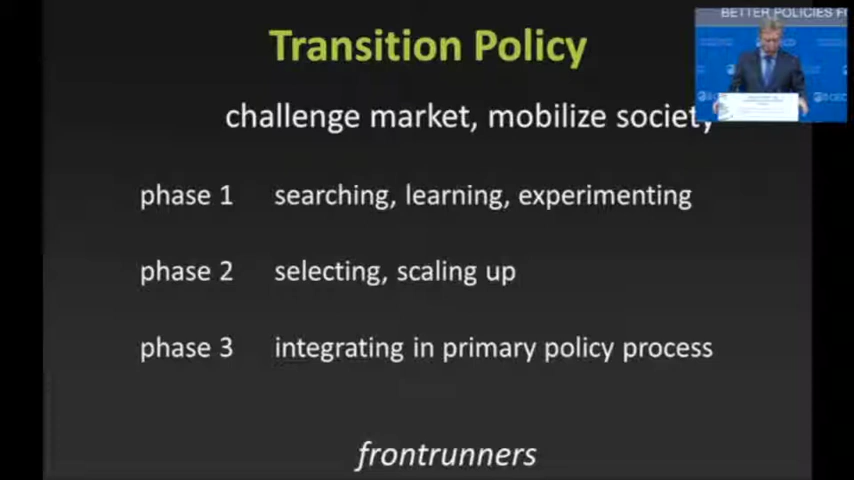 Transition Policy
BETTER POLICIES F
challenge market, mobilize society
phase 1 searching, learning, experimenting
phase 2 selecting, scaling up
phase 3 integrating in primary policy process
frontrunners